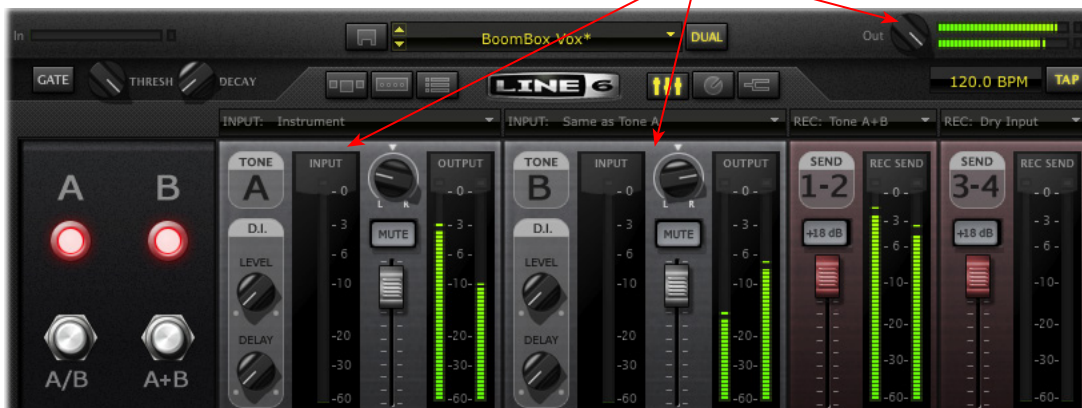 In
BoomBox Vox*
DUAL
Out
GATE
THRESH
DECAY
LINE 6
120.0 BPM
TAP
INPUT: Instrument
INPUT: Same as Tone A
REC: Tone A+B
REC: Dry Input
A
B
A/B
A+B
TONE
A
D.I.
LEVEL
DELAY
INPUT
- 0
- 3
- 6
-10
-20
-30
-60
L R
MUTE
OUTPUT
- 0 -
- 3 -
- 6 -
-10-
-20-
-30-
-60-
TONE
B
D.I.
LEVEL
DELAY
INPUT
- 0
- 3
- 6
-10
-20
-30
-60
L R
MUTE
OUTPUT
- 0 -
- 3 -
- 6 -
-10-
-20-
-30-
-60-
SEND
1-2
+18 dB
REC SEND
- 0 -
- 3 -
- 6 -
-10-
-20-
-30-
-60-
SEND
3-4
+18 dB
REC SEND
- 0 -
- 3 -
- 6 -
-10-
-20-
-30-
-60-